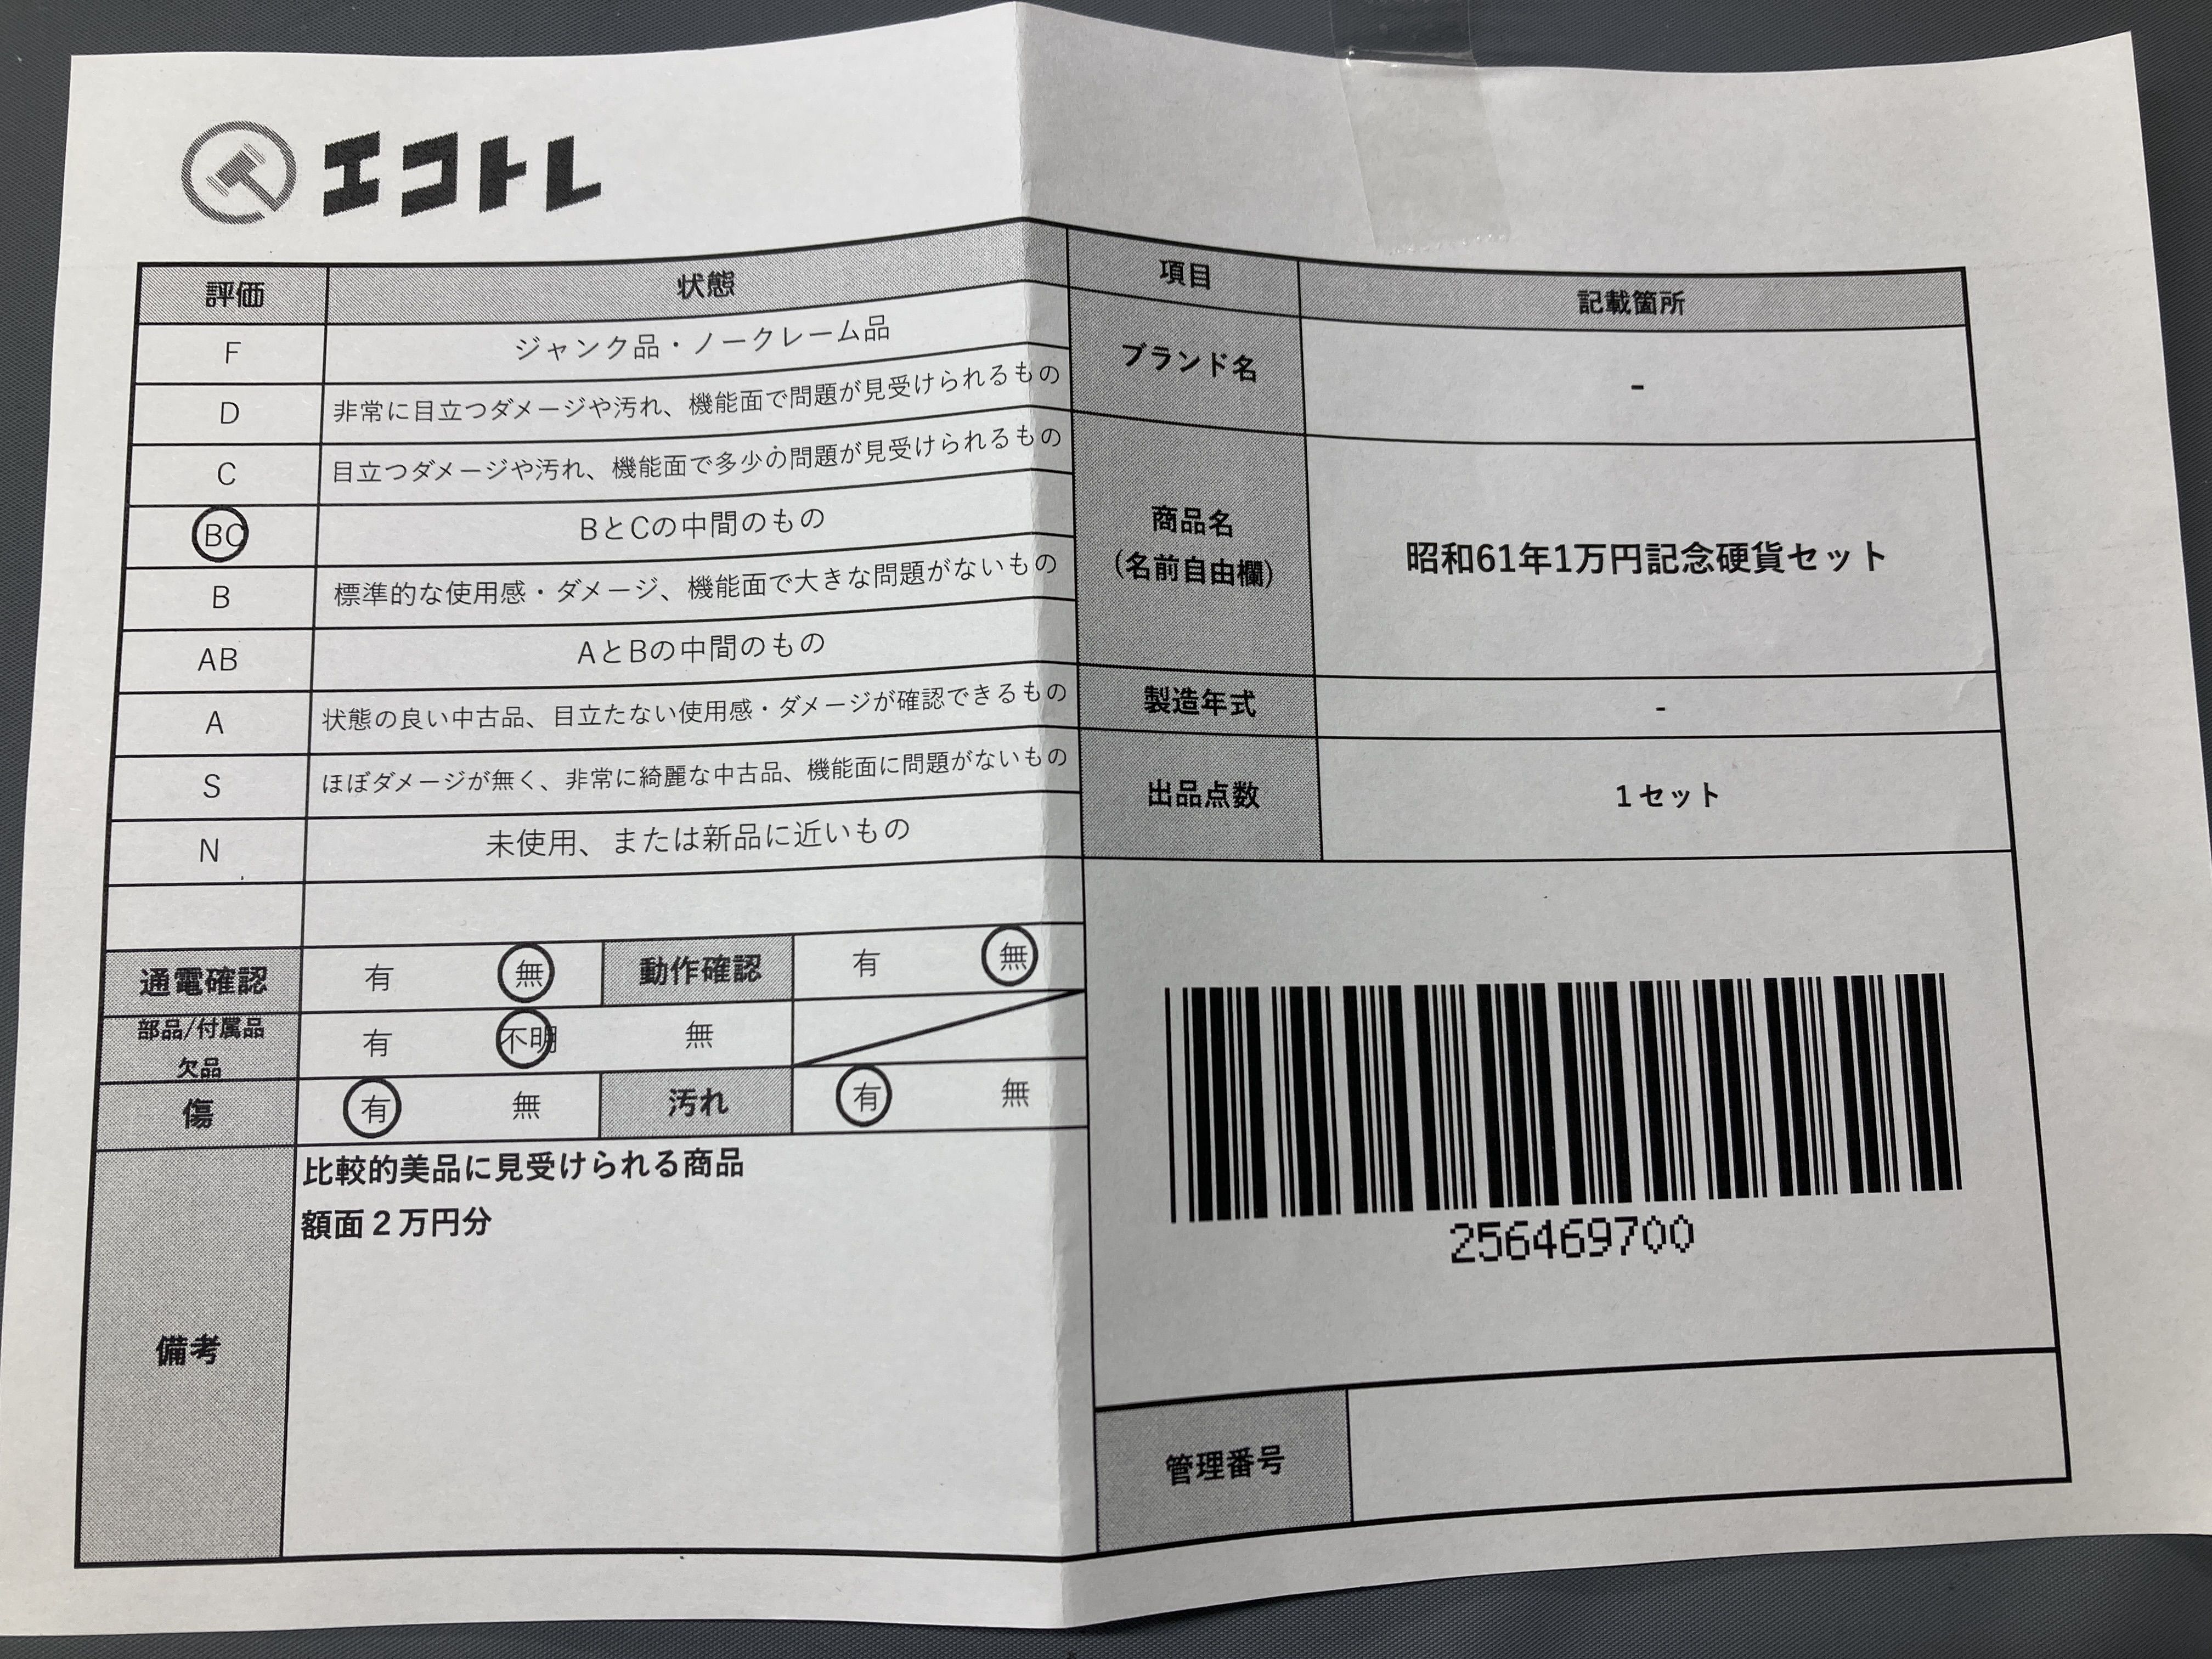 エコトレ
評価 状態
F ジャンク品・ノークレーム品
D 非常に目立つダメージや汚れ、機能面で問題が見受けられるもの
C 目立つダメージや汚れ、機能面で多少の問題が見受けられるもの
BC BとCの中間のもの
B 標準的な使用感・ダメージ、機能面で大きな問題がないもの
AB AとBの中間のもの
A 状態の良い中古品、目立たない使用感・ダメージが確認できるもの
S ほぼダメージが無く、非常に綺麗な中古品、機能面に問題がないもの
N 未使用、または新品に近いもの
通電確認 有 無 動作確認 有 無
部品/付属品
欠品 有 不明 無
傷 有 無 汚れ 有 無
備考
比較的美品に見受けられる商品
額面２万円分
項目 記載箇所
ブランド名 -
商品名
（名前自由欄）
昭和61年1万円記念硬貨セット
製造年式 -
出品点数 1セット
256469700
管理番号